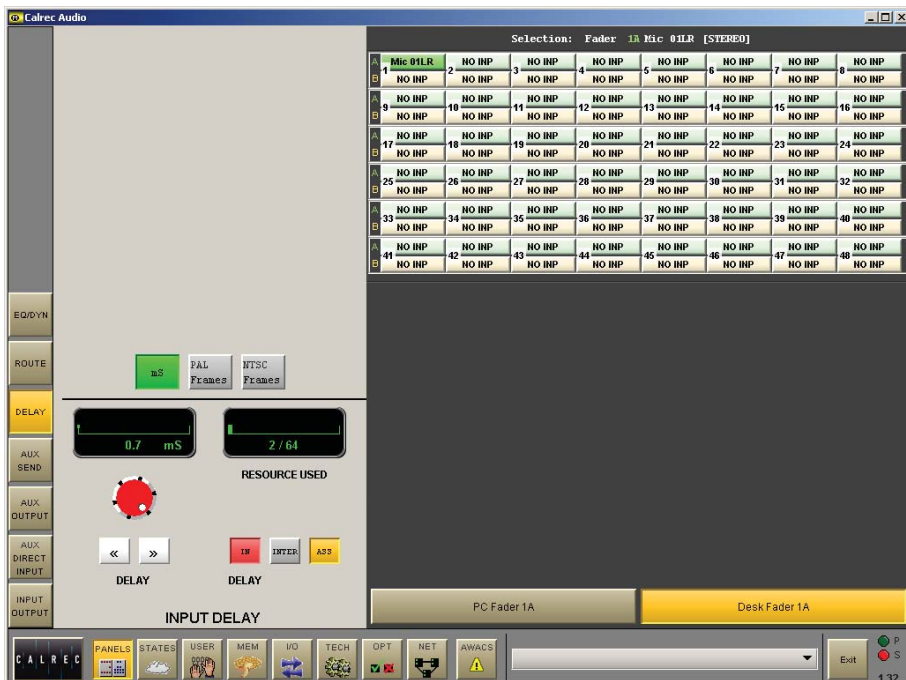 Calrec Audio
Selection: Fader 1A Mic 01LR [STEREO]
A Mic 01LR NO INP NO INP NO INP NO INP NO INP NO INP NO INP
1 2 3 4 5 6 7 8
B NO INP NO INP NO INP NO INP NO INP NO INP NO INP NO INP
A NO INP NO INP NO INP NO INP NO INP NO INP NO INP NO INP
9 10 11 12 13 14 15 16
B NO INP NO INP NO INP NO INP NO INP NO INP NO INP NO INP
A NO INP NO INP NO INP NO INP NO INP NO INP NO INP NO INP
17 18 19 20 21 22 23 24
B NO INP NO INP NO INP NO INP NO INP NO INP NO INP NO INP
A NO INP NO INP NO INP NO INP NO INP NO INP NO INP NO INP
25 26 27 28 29 30 31 32
B NO INP NO INP NO INP NO INP NO INP NO INP NO INP NO INP
A NO INP NO INP NO INP NO INP NO INP NO INP NO INP NO INP
33 34 35 36 37 38 39 40
B NO INP NO INP NO INP NO INP NO INP NO INP NO INP NO INP
A NO INP NO INP NO INP NO INP NO INP NO INP NO INP NO INP
41 42 43 44 45 46 47 48
B NO INP NO INP NO INP NO INP NO INP NO INP NO INP NO INP
EQ/DYN
ROUTE
DELAY
AUX
SEND
AUX
OUTPUT
AUX
DIRECT
INPUT
INPUT
OUTPUT
mS
PAL
Frames
NTSC
Frames
0.7 mS
2 / 64
RESOURCE USED
« »
DELAY
IN INTER ASS
DELAY
INPUT DELAY
PC Fader 1A
Desk Fader 1A
CALREC
PANELS
STATES
USER
MEM
I/O
TECH
OPT
NET
AWACS
Exit
P
S
1.32